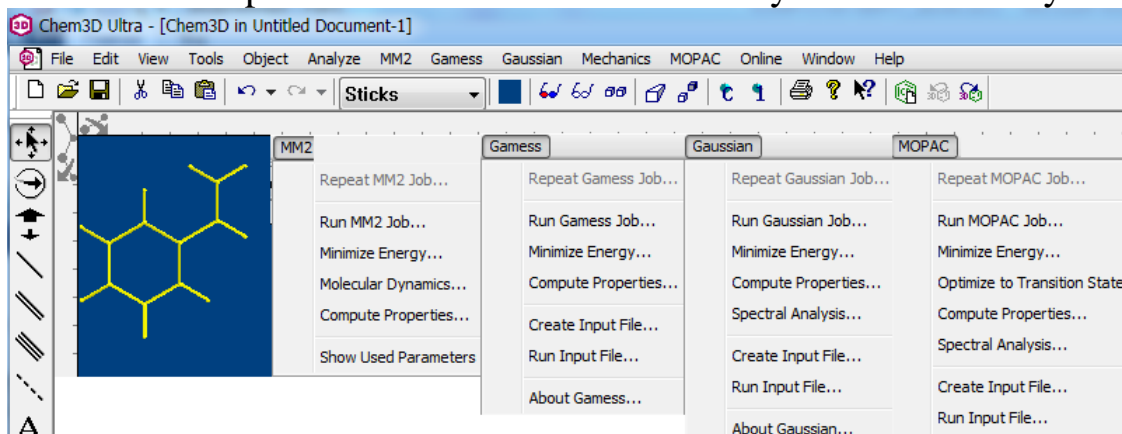 Chem3D Ultra - [Chem3D in Untitled Document-1]
File Edit View Tools Object Analyze MM2 Gamess Gaussian Mechanics MOPAC Online Window Help
Sticks
MM2 Gamess Gaussian MOPAC
Repeat MM2 Job... Repeat Gamess Job... Repeat Gaussian Job... Repeat MOPAC Job...
Run MM2 Job... Run Gamess Job... Run Gaussian Job... Run MOPAC Job...
Minimize Energy... Minimize Energy... Minimize Energy... Minimize Energy...
Molecular Dynamics... Compute Properties... Compute Properties... Optimize to Transition State
Compute Properties... Create Input File... Spectral Analysis... Compute Properties...
Show Used Parameters Run Input File... Create Input File... Spectral Analysis...
About Gamess... Run Input File... Create Input File...
A About Gaussian... Run Input File...